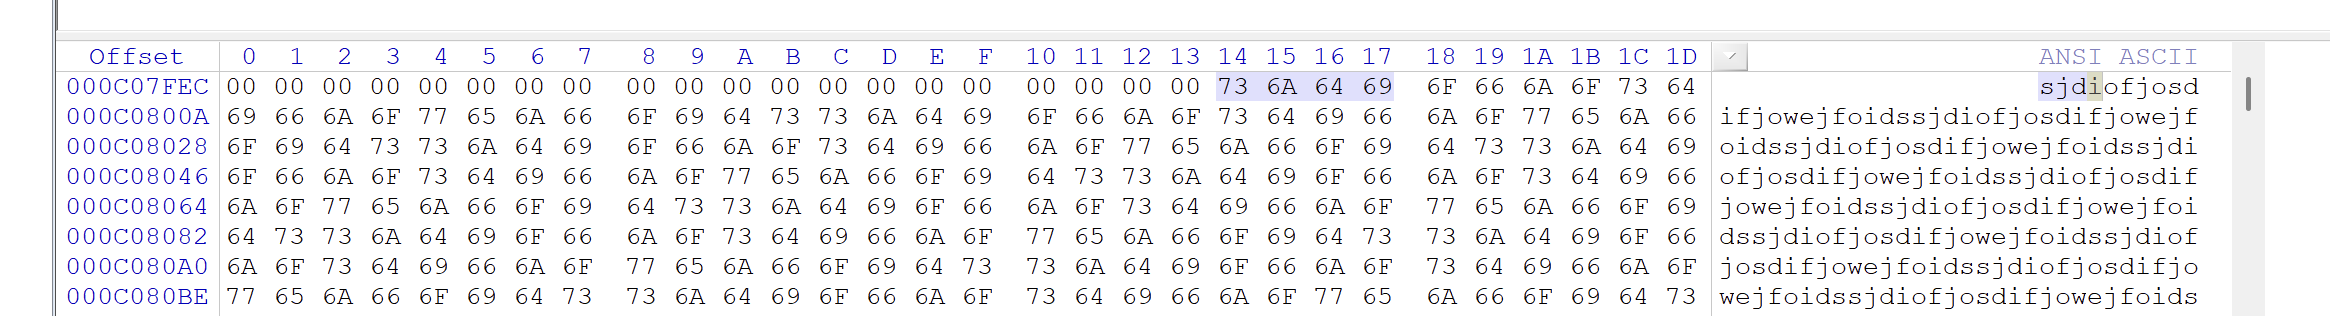 Offset 0 1 2 3 4 5 6 7 8 9 A B C D E F 10 11 12 13 14 15 16 17 18 19 1A 1B 1C 1D ANSI ASCII
000C07FEC 00 00 00 00 00 00 00 00 00 00 00 00 00 00 00 00 00 00 00 00 73 6A 64 69 6F 66 6A 6F 73 64 sjdiofjosd
000C0800A 69 66 6A 6F 77 65 6A 66 6F 69 64 73 73 6A 64 69 6F 66 6A 6F 73 64 69 66 6A 6F 77 65 6A 66 ifjowejfoidssjdiofjosdifjowejf
000C08028 6F 69 64 73 73 6A 64 69 6F 66 6A 6F 73 64 69 66 6A 6F 77 65 6A 66 6F 69 64 73 73 6A 64 69 oidssjdiofjosdifjowejfoidssjdi
000C08046 6F 66 6A 6F 73 64 69 66 6A 6F 77 65 6A 66 6F 69 64 73 73 6A 64 69 6F 66 6A 6F 73 64 69 66 ofjosdifjowejfoidssjdiofjosdif
000C08064 6A 6F 77 65 6A 66 6F 69 64 73 73 6A 64 69 6F 66 6A 6F 73 64 69 66 6A 6F 77 65 6A 66 6F 69 jowejfoidssjdiofjosdifjowejfoi
000C08082 64 73 73 6A 64 69 6F 66 6A 6F 73 64 69 66 6A 6F 77 65 6A 66 6F 69 64 73 73 6A 64 69 6F 66 dssjdiofjosdifjowejfoidssjdiof
000C080A0 6A 6F 73 64 69 66 6A 6F 77 65 6A 66 6F 69 64 73 73 6A 64 69 6F 66 6A 6F 73 64 69 66 6A 6F josdifjowejfoidssjdiofjosdifjo
000C080BE 77 65 6A 66 6F 69 64 73 73 6A 64 69 6F 66 6A 6F 73 64 69 66 6A 6F 77 65 6A 66 6F 69 64 73 wejfoidssjdiofjosdifjowejfoids